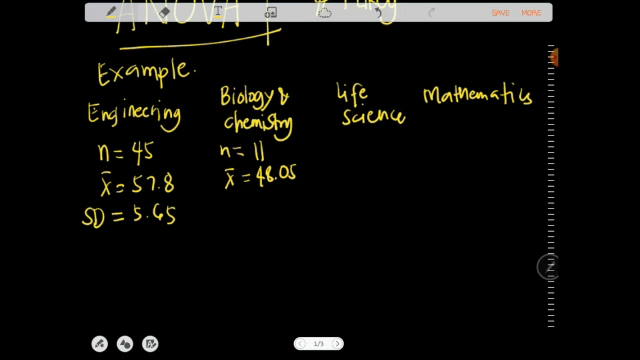 SAVE MORE
ANOVA
Example.
Engineering
n = 45
x̄ = 57.8
SD = 5.65
Biology &
chemistry
n = 11
x̄ = 48.05
Life
science
Mathematics
1/3